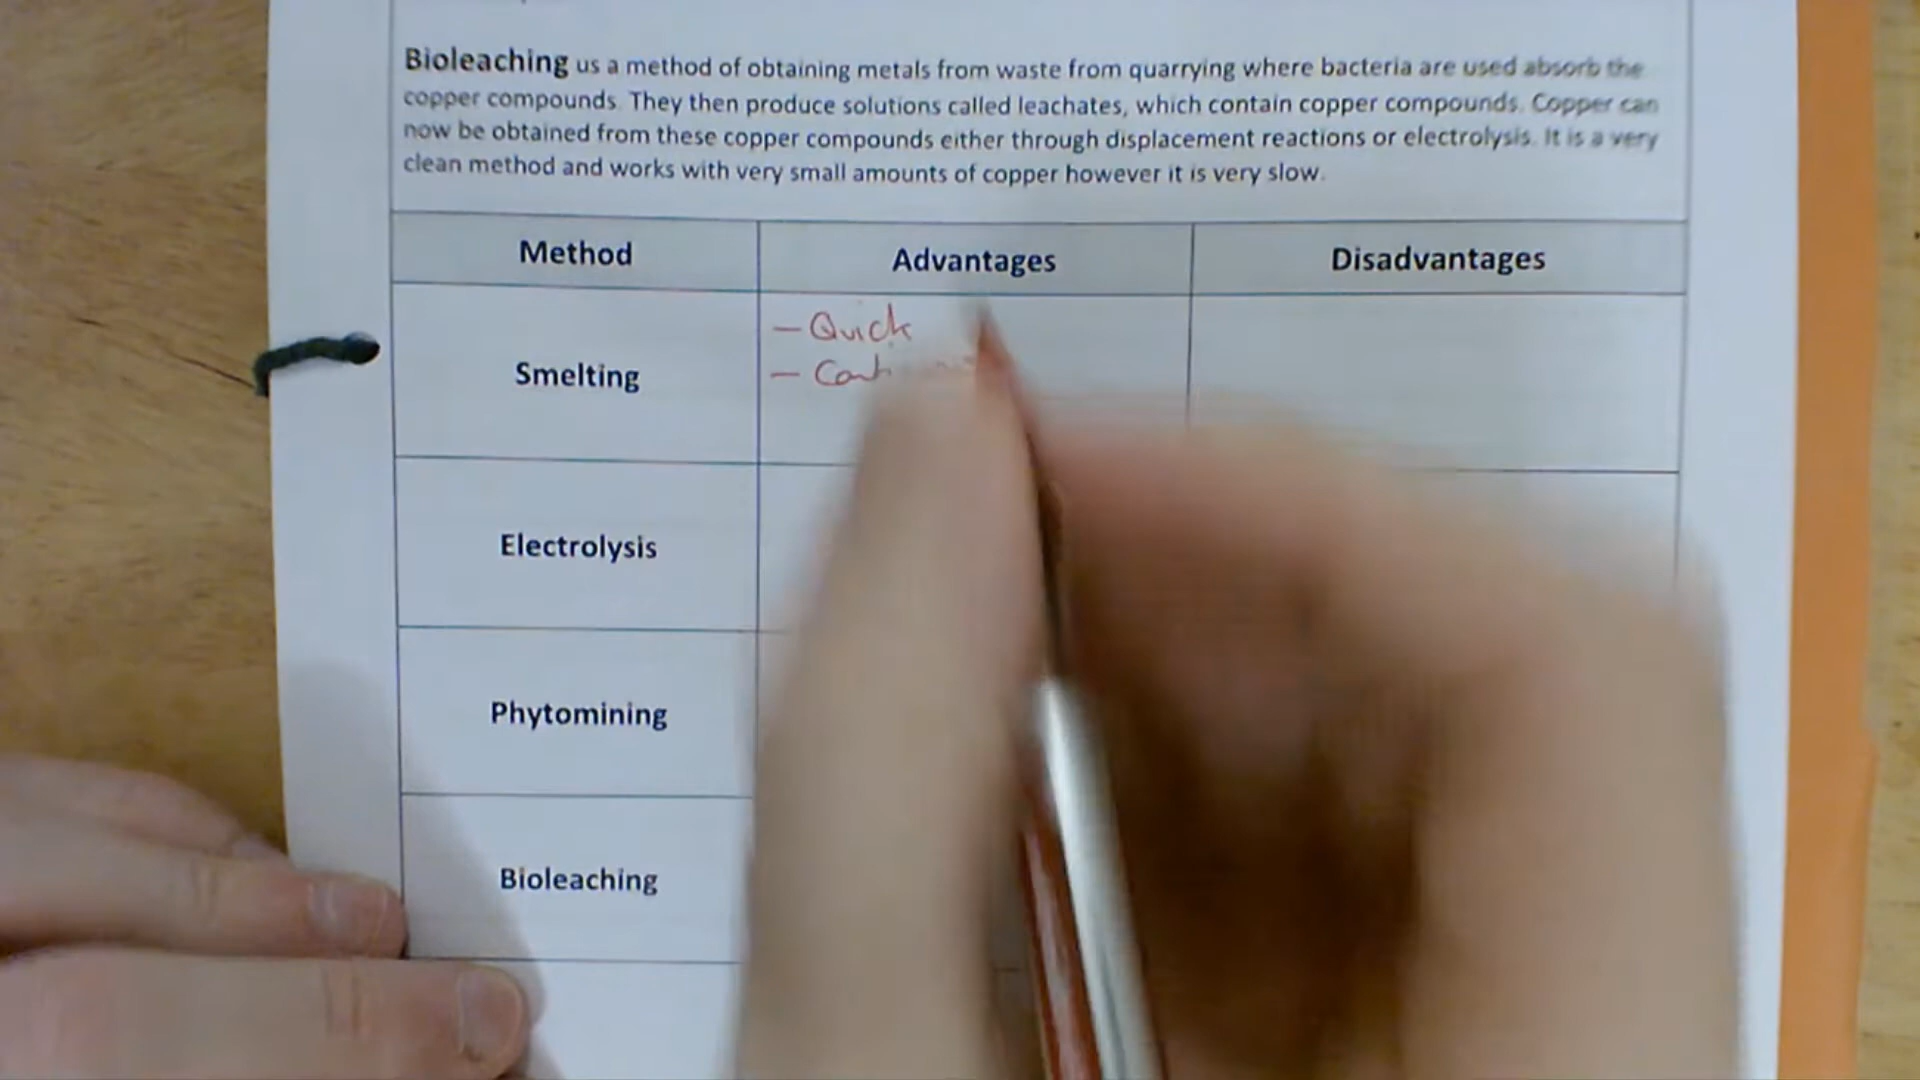 Bioleaching us a method of obtaining metals from waste from quarrying where bacteria are used absorb the
copper compounds. They then produce solutions called leachates, which contain copper compounds. Copper can
now be obtained from these copper compounds either through displacement reactions or electrolysis. It is a very
clean method and works with very small amounts of copper however it is very slow.
Method Advantages Disadvantages
Smelting
– Quick
–
Electrolysis
Phytomining
Bioleaching